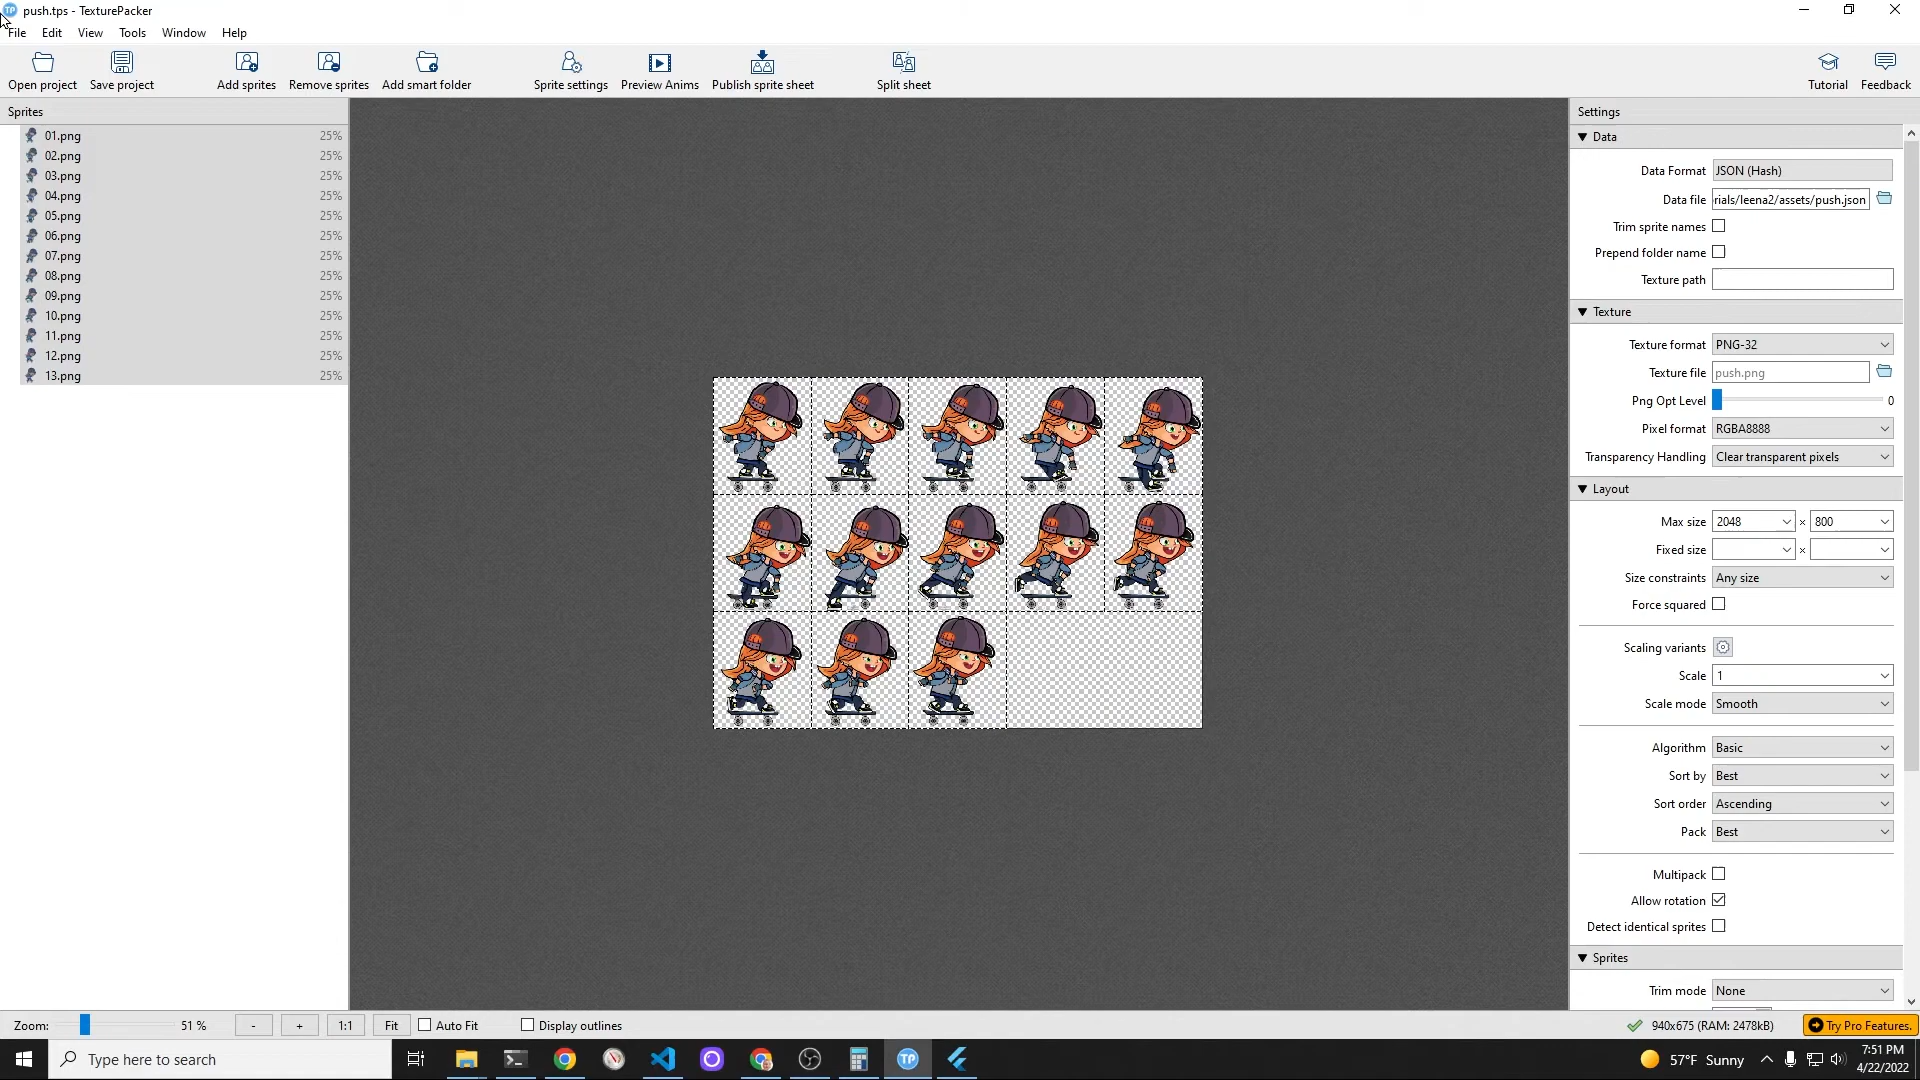 push.tps - TexturePacker
File Edit View Tools Window Help
Open project Save project Add sprites Remove sprites Add smart folder Sprite settings Preview Anims Publish sprite sheet Split sheet Tutorial Feedback
Sprites
01.png 25%
02.png 25%
03.png 25%
04.png 25%
05.png 25%
06.png 25%
07.png 25%
08.png 25%
09.png 25%
10.png 25%
11.png 25%
12.png 25%
13.png 25%
Settings
Data
Data Format JSON (Hash)
Data file rials/leena2/assets/push.json
Trim sprite names
Prepend folder name
Texture path
Texture
Texture format PNG-32
Texture file push.png
Png Opt Level 0
Pixel format RGBA8888
Transparency Handling Clear transparent pixels
Layout
Max size 2048 × 800
Fixed size ×
Size constraints Any size
Force squared
Scaling variants
Scale 1
Scale mode Smooth
Algorithm Basic
Sort by Best
Sort order Ascending
Pack Best
Multipack
Allow rotation
Detect identical sprites
Sprites
Trim mode None
Zoom: 51 % - + 1:1 Fit Auto Fit Display outlines 940x675 (RAM: 2478kB) Try Pro Features.
Type here to search
TP
57°F Sunny
7:51 PM
4/22/2022